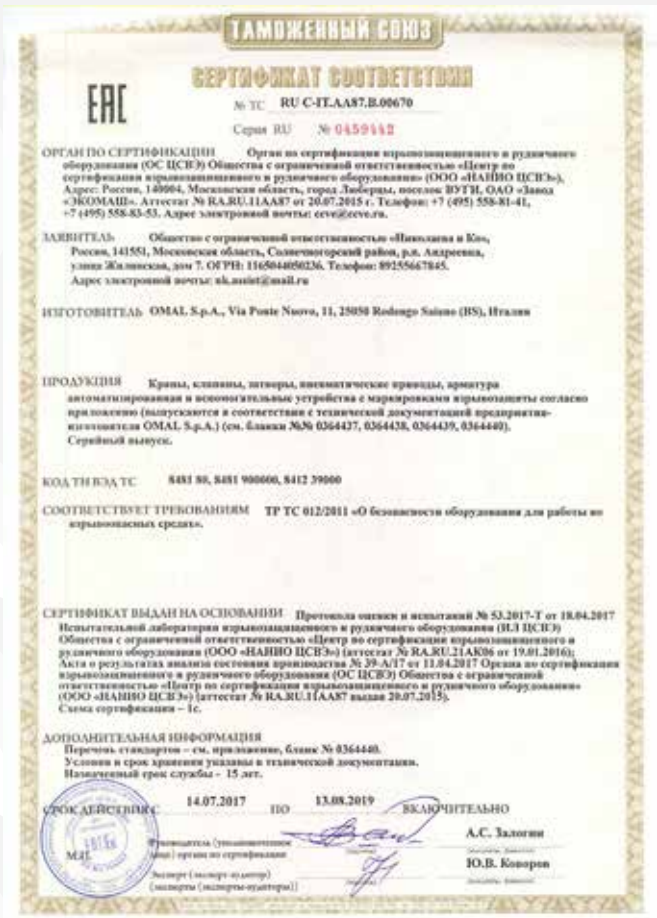 ТАМОЖЕННЫЙ СОЮЗ
СЕРТИФИКАТ СООТВЕТСТВИЯ
EAC
№ ТС RU C-IT.АА87.В.00670
Серия RU № 0459442
ОРГАН ПО СЕРТИФИКАЦИИ Орган по сертификации взрывозащищенного и рудничного
оборудования (ОС ЦСВЭ) Общества с ограниченной ответственностью «Центр по
сертификации взрывозащищенного и рудничного оборудования» (ООО «НАНИО ЦСВЭ»),
Адрес: Россия, 140004, Московская область, город Люберцы, поселок ВУГИ, ОАО «Завод
«ЭКОМАШ». Аттестат № RA.RU.11АА87 от 20.07.2015 г. Телефон: +7 (495) 558-81-41,
+7 (495) 558-83-53. Адрес электронной почты: ccve@ccve.ru.
ЗАЯВИТЕЛЬ Общество с ограниченной ответственностью «Николаева и Ко»,
Россия, 141551, Московская область, Солнечногорский район, р.п. Андреевка,
улица Жилинская, дом 7. ОГРН: 1165044050236. Телефон: 89255667845.
Адрес электронной почты: nk.assist@mail.ru
ИЗГОТОВИТЕЛЬ OMAL S.p.A., Via Ponte Nuovo, 11, 25050 Rodengo Saiano (BS), Италия
ПРОДУКЦИЯ Краны, клапаны, затворы, пневматические приводы, арматура
автоматизированная и вспомогательные устройства с маркировками взрывозащиты согласно
приложению (выпускаются в соответствии с технической документацией предприятия-
изготовителя OMAL S.p.A.) (см. бланки №№ 0364437, 0364438, 0364439, 0364440).
Серийный выпуск.
КОД ТН ВЭД ТС 8481 80, 8481 900000, 8412 39000
СООТВЕТСТВУЕТ ТРЕБОВАНИЯМ ТР ТС 012/2011 «О безопасности оборудования для работы во
взрывоопасных средах».
СЕРТИФИКАТ ВЫДАН НА ОСНОВАНИИ Протокола оценки и испытаний № 53.2017-Т от 18.04.2017
Испытательной лаборатории взрывозащищенного и рудничного оборудования (ИЛ ЦСВЭ)
Общества с ограниченной ответственностью «Центр по сертификации взрывозащищенного и
рудничного оборудования (ООО «НАНИО ЦСВЭ») (аттестат № RA.RU.21АК06 от 19.01.2016);
Акта о результатах анализа состояния производства № 39-А/17 от 11.04.2017 Органа по сертификации
взрывозащищенного и рудничного оборудования (ОС ЦСВЭ) Общества с ограниченной
ответственностью «Центр по сертификации взрывозащищенного и рудничного оборудования»
(ООО «НАНИО ЦСВЭ») (аттестат № RA.RU.11АА87 выдан 20.07.2015).
Схема сертификации – 1с.
ДОПОЛНИТЕЛЬНАЯ ИНФОРМАЦИЯ
Перечень стандартов – см. приложение, бланк № 0364440.
Условия и срок хранения указаны в технической документации.
Назначенный срок службы - 15 лет.
СРОК ДЕЙСТВИЯ С 14.07.2017 ПО 13.08.2019 ВКЛЮЧИТЕЛЬНО
М.П.
Руководитель (уполномоченное
лицо) органа по сертификации
А.С. Залогин
Эксперт (эксперт-аудитор)
(эксперты (эксперты-аудиторы))
Ю.В. Коворов